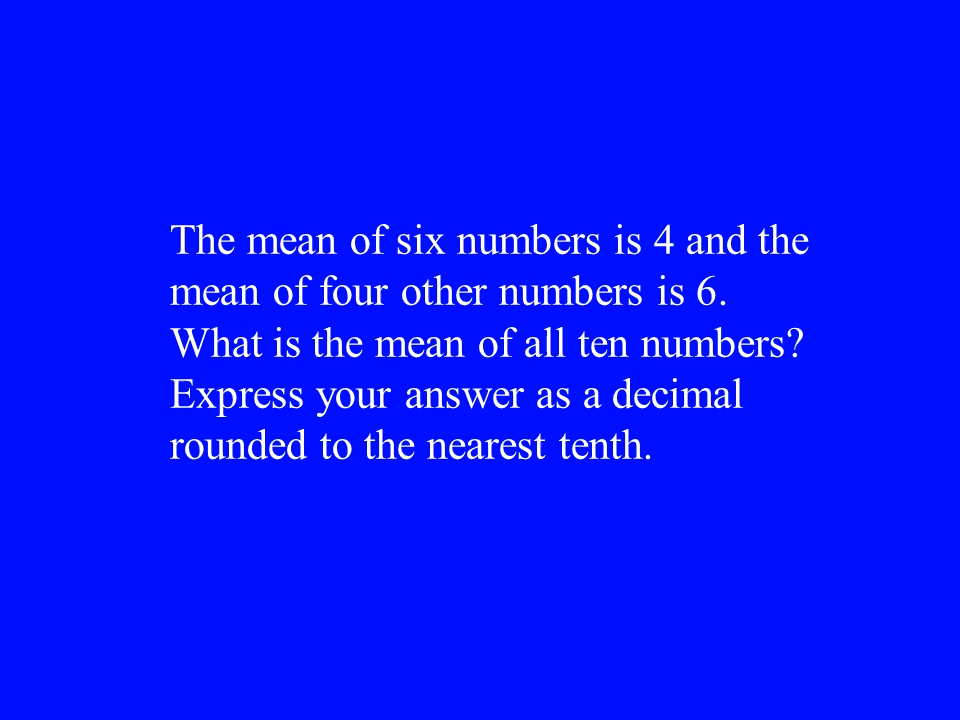 The mean of six numbers is 4 and the
mean of four other numbers is 6.
What is the mean of all ten numbers?
Express your answer as a decimal
rounded to the nearest tenth.